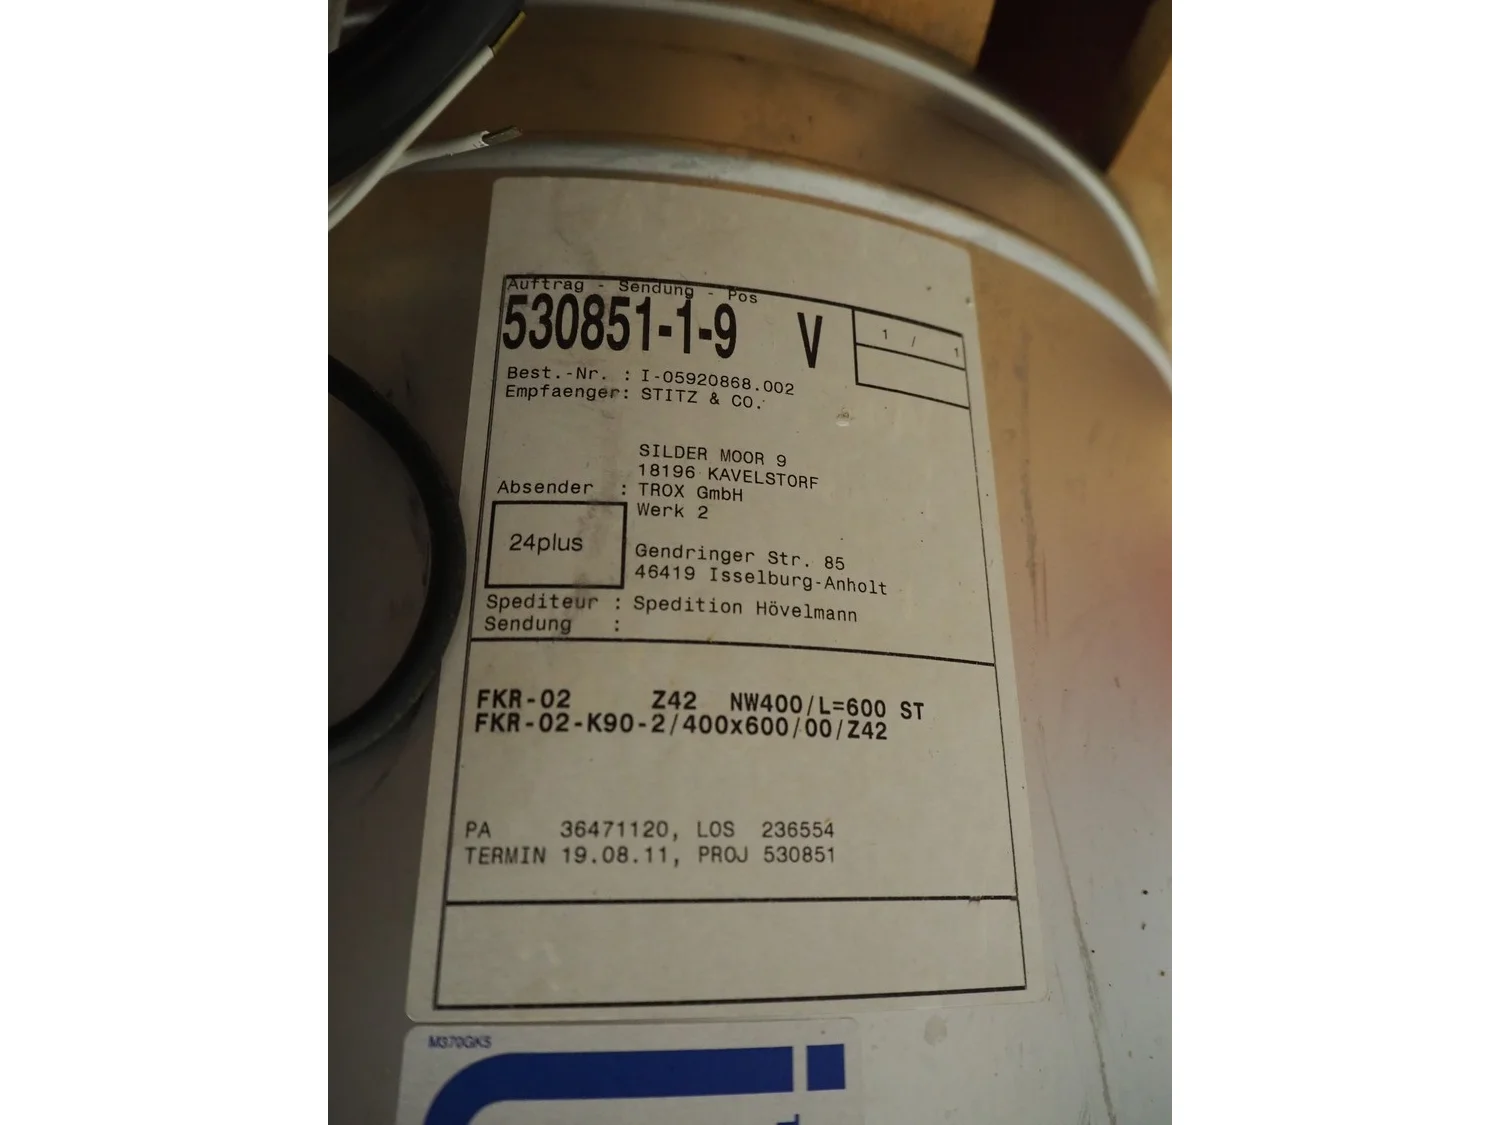 Auftrag - Sendung - Pos
530851-1-9 V 1 / 1
Best.-Nr. : I-05920868.002
Empfaenger: STITZ & CO.
SILDER MOOR 9
18196 KAVELSTORF
Absender : TROX GmbH
Werk 2
24plus
Gendringer Str. 85
46419 Isselburg-Anholt
Spediteur : Spedition Hövelmann
Sendung :
FKR-02 Z42 NW400/L=600 ST
FKR-02-K90-2/400x600/00/Z42
PA 36471120, LOS 236554
TERMIN 19.08.11, PROJ 530851
M370GK5